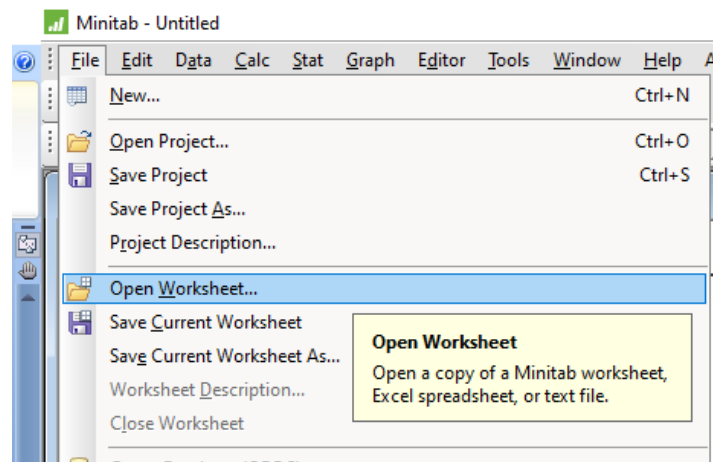 Minitab - Untitled
File Edit Data Calc Stat Graph Editor Tools Window Help
New... Ctrl+N
Open Project... Ctrl+O
Save Project Ctrl+S
Save Project As...
Project Description...
Open Worksheet...
Save Current Worksheet
Save Current Worksheet As...
Worksheet Description...
Close Worksheet
Open Worksheet
Open a copy of a Minitab worksheet,
Excel spreadsheet, or text file.